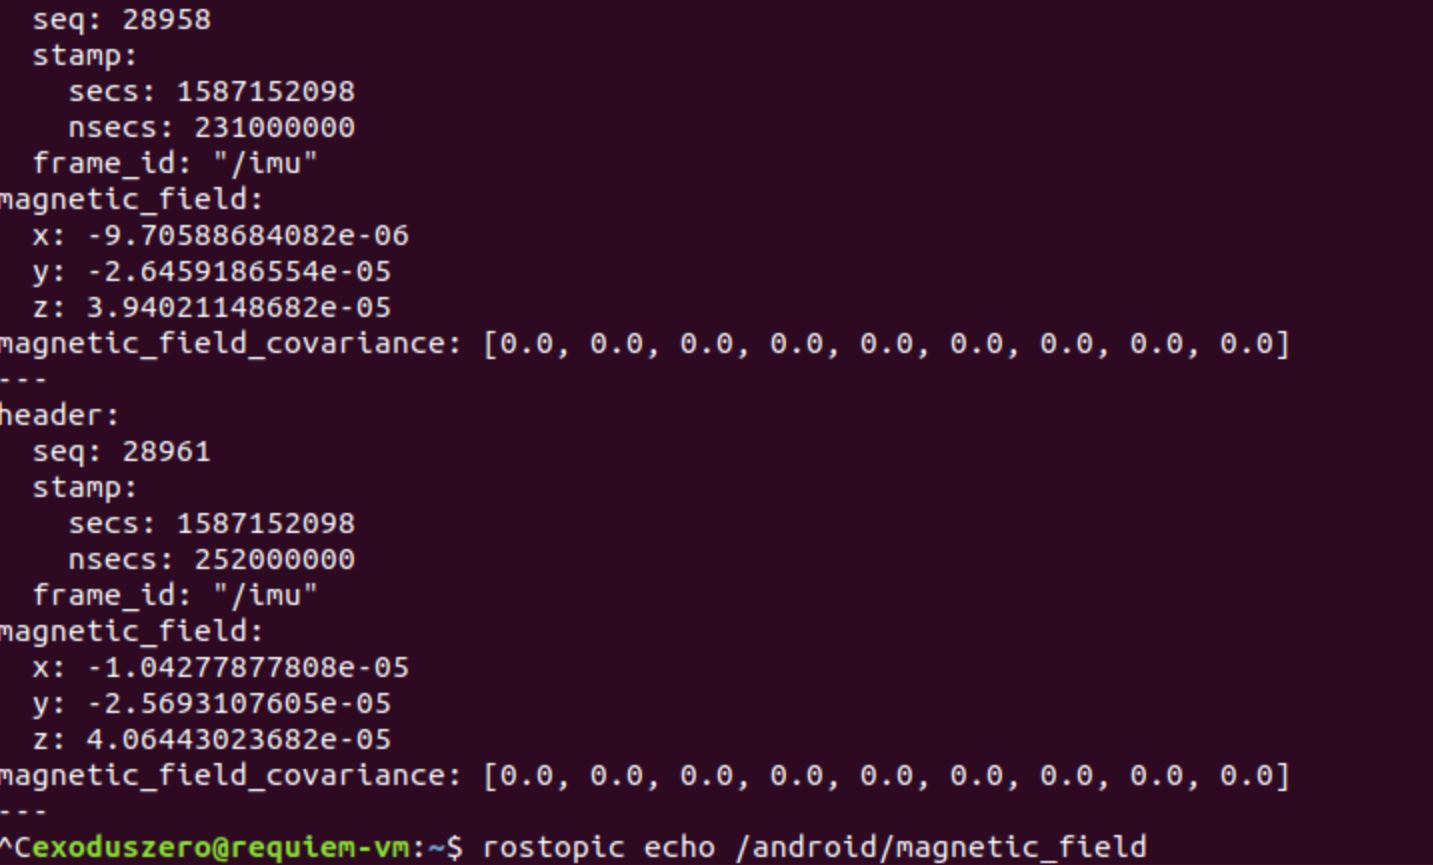 seq: 28958
stamp:
secs: 1587152098
nsecs: 231000000
frame_id: "/imu"
magnetic_field:
x: -9.70588684082e-06
y: -2.6459186554e-05
z: 3.94021148682e-05
magnetic_field_covariance: [0.0, 0.0, 0.0, 0.0, 0.0, 0.0, 0.0, 0.0, 0.0]
---
header:
seq: 28961
stamp:
secs: 1587152098
nsecs: 252000000
frame_id: "/imu"
magnetic_field:
x: -1.04277877808e-05
y: -2.5693107605e-05
z: 4.06443023682e-05
magnetic_field_covariance: [0.0, 0.0, 0.0, 0.0, 0.0, 0.0, 0.0, 0.0, 0.0]
---
^Cexoduszero@requiem-vm:~$ rostopic echo /android/magnetic_field